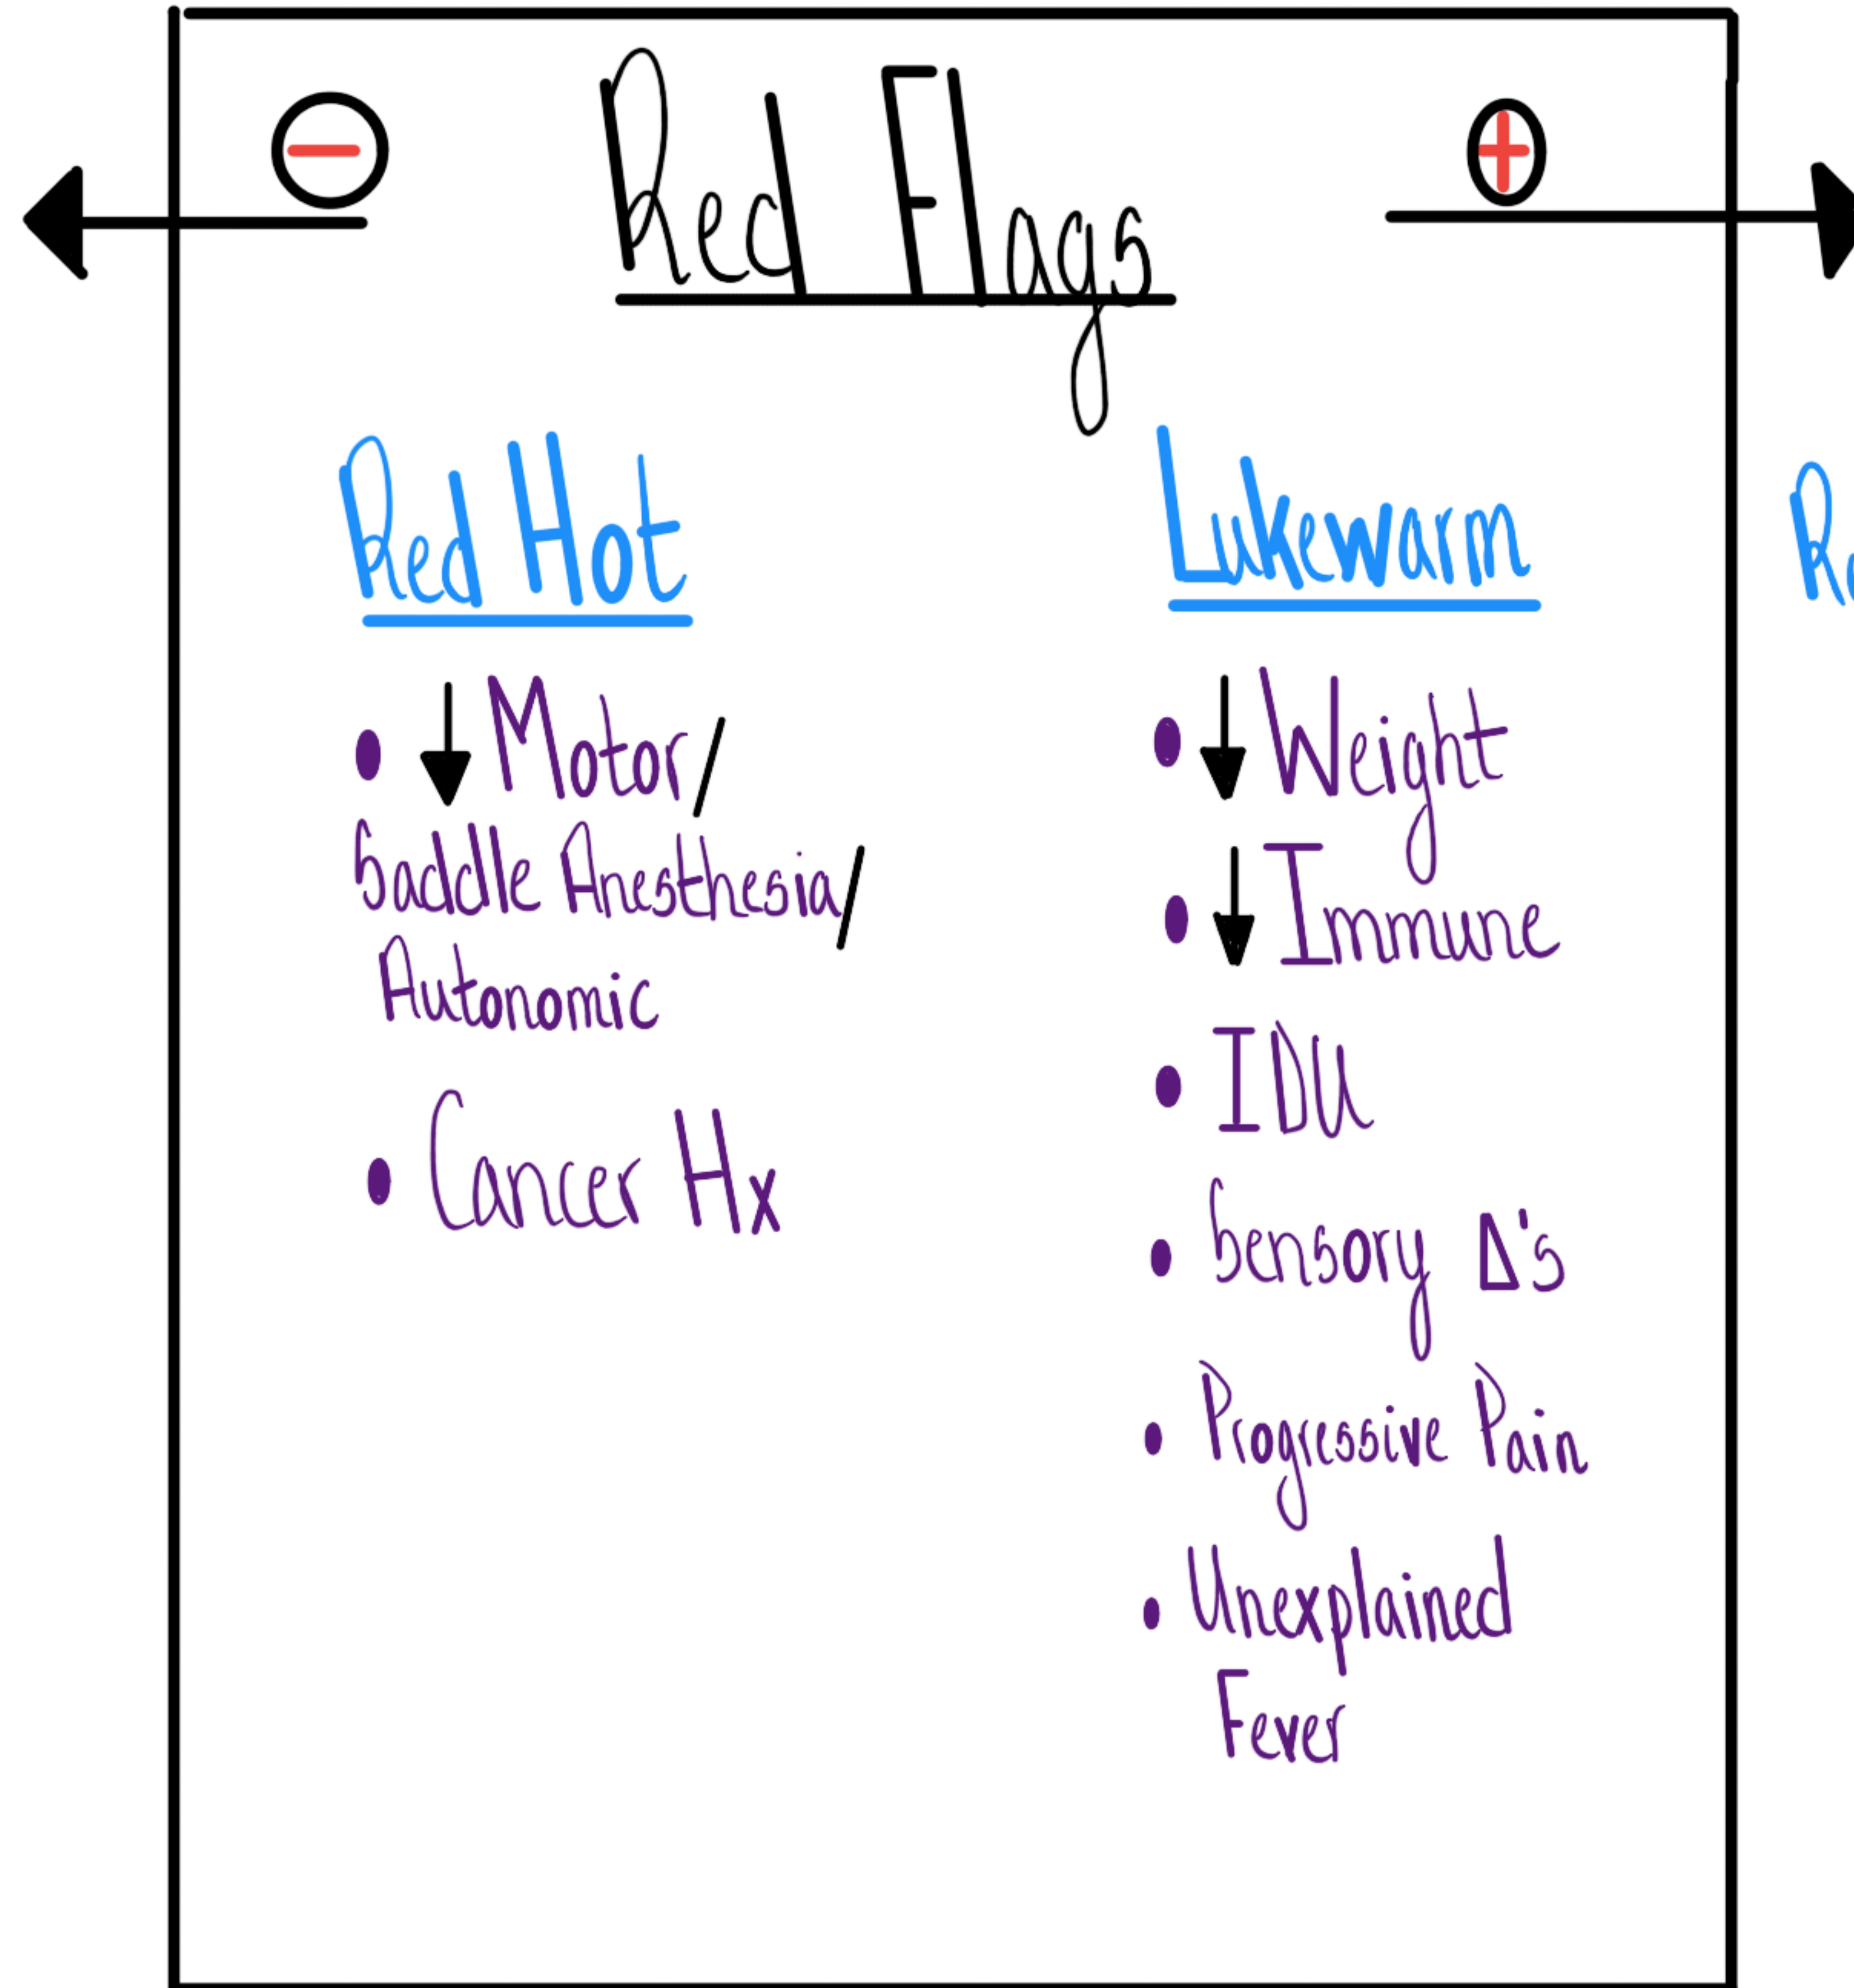 ⊖ Red Flags ⊕
Red Hot
• ↓ Motor/
Saddle Anesthesia/
Autonomic
• Cancer Hx
Lukewarm
• ↓ Weight
• ↓ Immune
• IDU
• Sensory Δ's
• Progressive Pain
• Unexplained
Fever